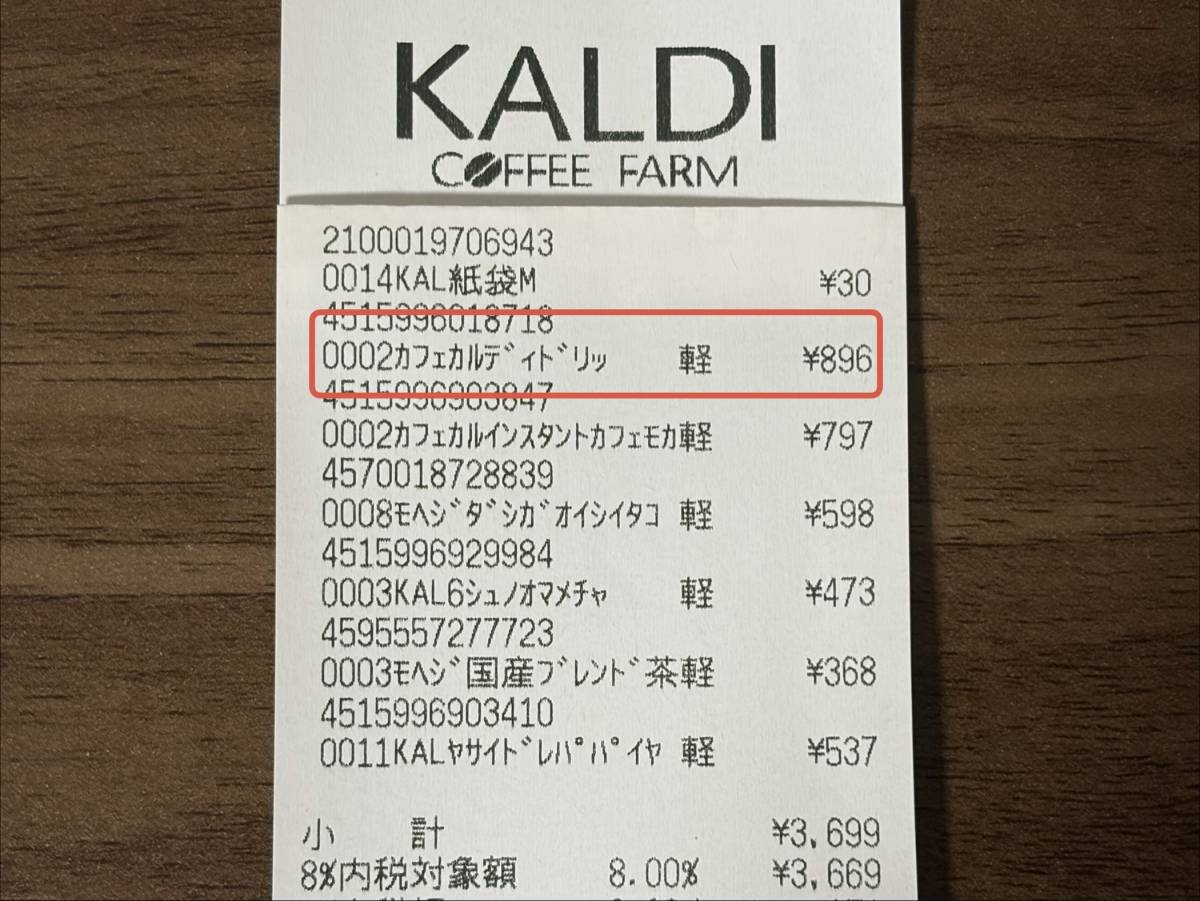 KALDI
COFFEE FARM
2100019706943
0014KAL紙袋M ¥30
4515996018718
0002ｶﾌｪｶﾙﾃﾞｨﾄﾞﾘｯ 軽 ¥896
4515996903847
0002ｶﾌｪｶﾙｲﾝｽﾀﾝﾄｶﾌｪﾓｶ軽 ¥797
4570018728839
0008ﾓﾍｼﾞﾀﾞｼｶﾞｵｲｼｲﾀｺ 軽 ¥598
4515996929984
0003KAL6ｼｭﾉｵﾏﾒﾁｬ 軽 ¥473
4595557277723
0003ﾓﾍｼﾞ国産ﾌﾞﾚﾝﾄﾞ茶軽 ¥368
4515996903410
0011KALﾔｻｲﾄﾞﾚﾊﾟﾊﾟｲﾔ 軽 ¥537
小 計 ¥3,699
8%内税対象額 8.00% ¥3,669